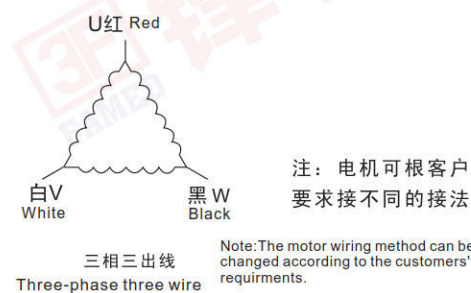 U红 Red
白V
White
黑 W
Black
三相三出线
Three-phase three wire
注：电机可根客户
要求接不同的接法
Note:The motor wiring method can be
changed according to the customers'
requirments.